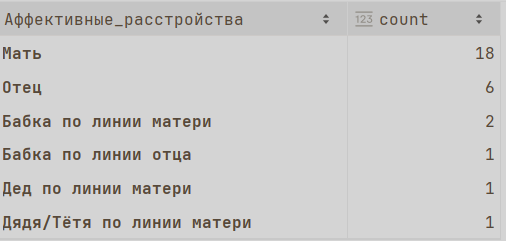 Аффективные_расстройства 123 count
Мать 18
Отец 6
Бабка по линии матери 2
Бабка по линии отца 1
Дед по линии матери 1
Дядя/Тётя по линии матери 1